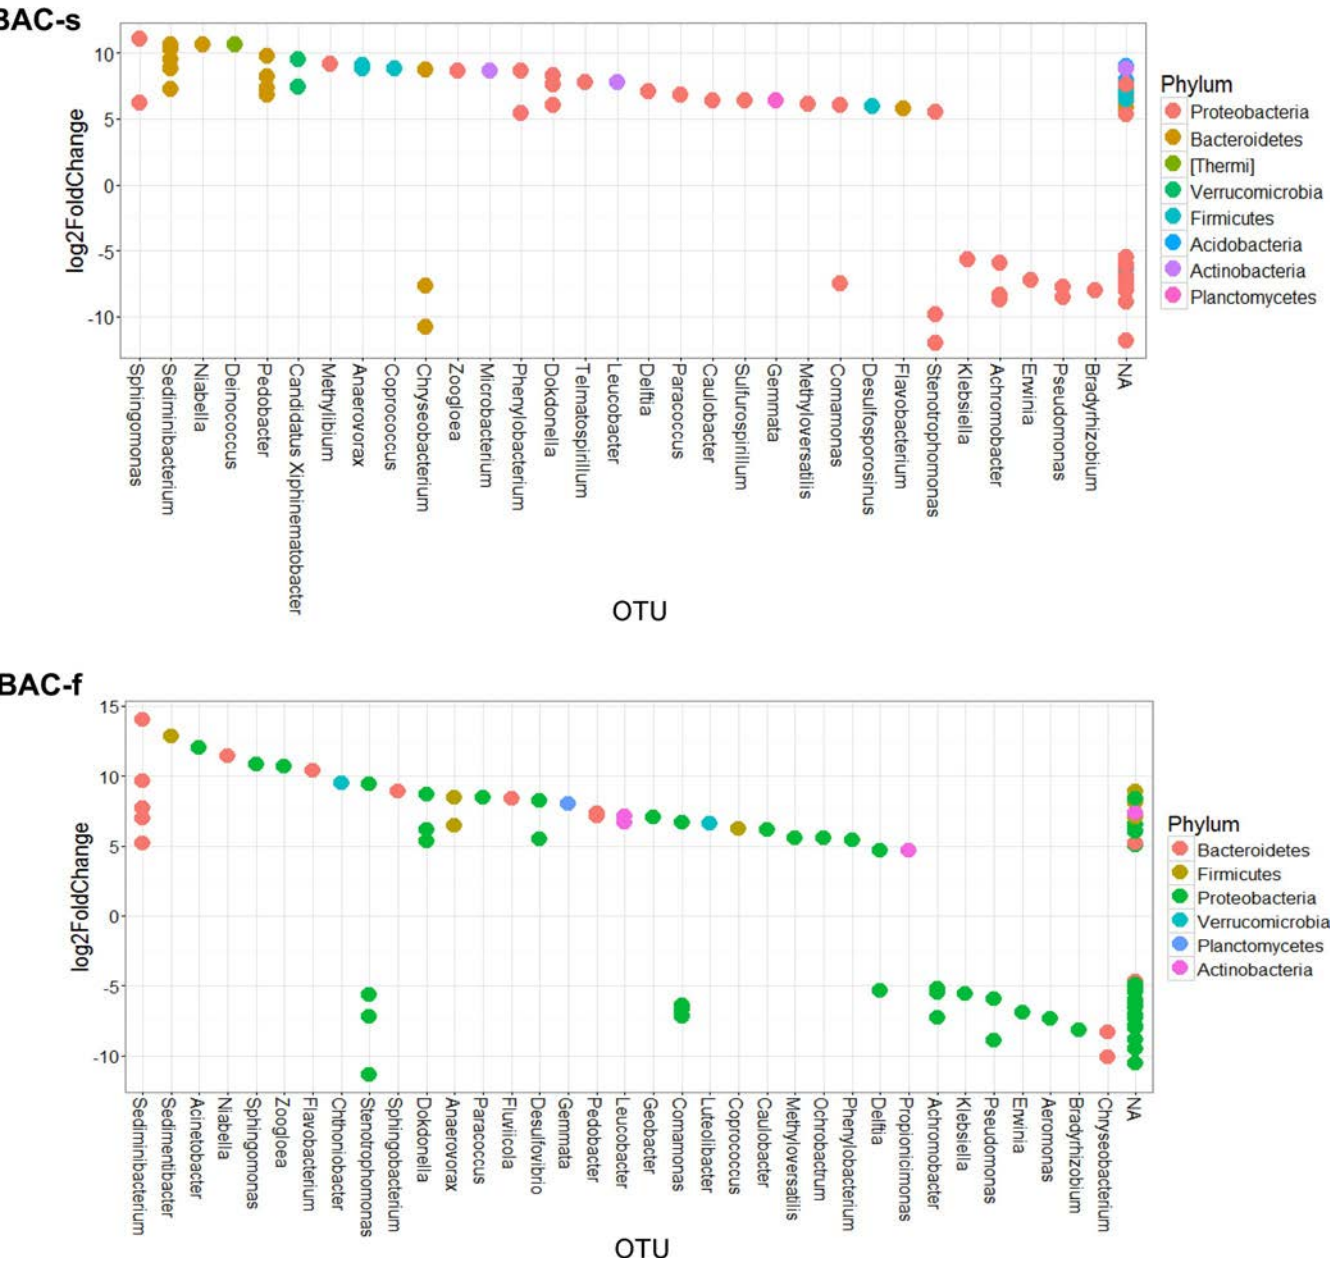 BAC-s
10
5
0
-5
-10
log2FoldChange
Sphingomonas
Sediminibacterium
Niabella
Deinococcus
Pedobacter
Candidatus Xiphinematobacter
Methylibium
Anaerovorax
Coprococcus
Chryseobacterium
Zoogloea
Microbacterium
Phenylobacterium
Dokdonella
Telmatospirillum
Leucobacter
Delftia
Paracoccus
Caulobacter
Sulfurospirillum
Gemmata
Methyloversatilis
Comamonas
Desulfosporosinus
Flavobacterium
Stenotrophomonas
Klebsiella
Achromobacter
Erwinia
Pseudomonas
Bradyrhizobium
NA
OTU
Phylum
Proteobacteria
Bacteroidetes
[Thermi]
Verrucomicrobia
Firmicutes
Acidobacteria
Actinobacteria
Planctomycetes
BAC-f
15
10
5
0
-5
-10
log2FoldChange
Sediminibacterium
Sedimentibacter
Acinetobacter
Niabella
Sphingomonas
Zoogloea
Flavobacterium
Chthoniobacter
Stenotrophomonas
Sphingobacterium
Dokdonella
Anaerovorax
Paracoccus
Fluviicola
Desulfovibrio
Gemmata
Pedobacter
Leucobacter
Geobacter
Comamonas
Luteolibacter
Coprococcus
Caulobacter
Methyloversatilis
Ochrobactrum
Phenylobacterium
Delftia
Propionicimonas
Achromobacter
Klebsiella
Pseudomonas
Erwinia
Aeromonas
Bradyrhizobium
Chryseobacterium
NA
OTU
Phylum
Bacteroidetes
Firmicutes
Proteobacteria
Verrucomicrobia
Planctomycetes
Actinobacteria